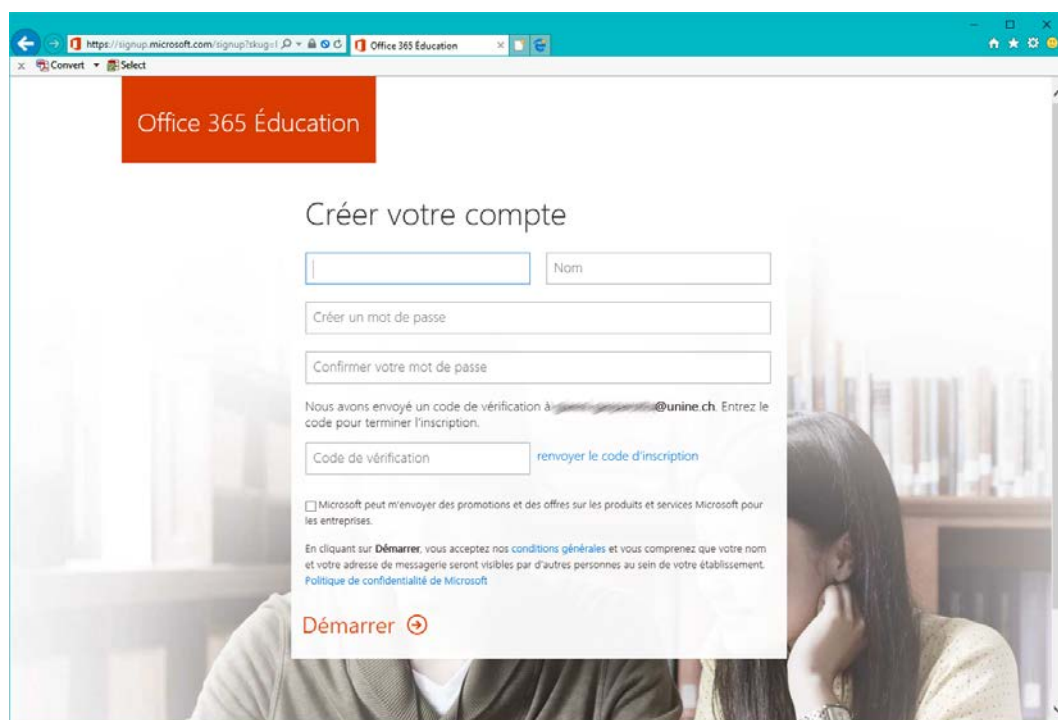 https://signup.microsoft.com/signup?skug=
Office 365 Éducation
Convert
Select
Office 365 Éducation
Créer votre compte
Nom
Créer un mot de passe
Confirmer votre mot de passe
Nous avons envoyé un code de vérification à @unine.ch. Entrez le
code pour terminer l'inscription.
Code de vérification renvoyer le code d'inscription
Microsoft peut m'envoyer des promotions et des offres sur les produits et services Microsoft pour
les entreprises.
En cliquant sur Démarrer, vous acceptez nos conditions générales et vous comprenez que votre nom
et votre adresse de messagerie seront visibles par d'autres personnes au sein de votre établissement.
Politique de confidentialité de Microsoft
Démarrer